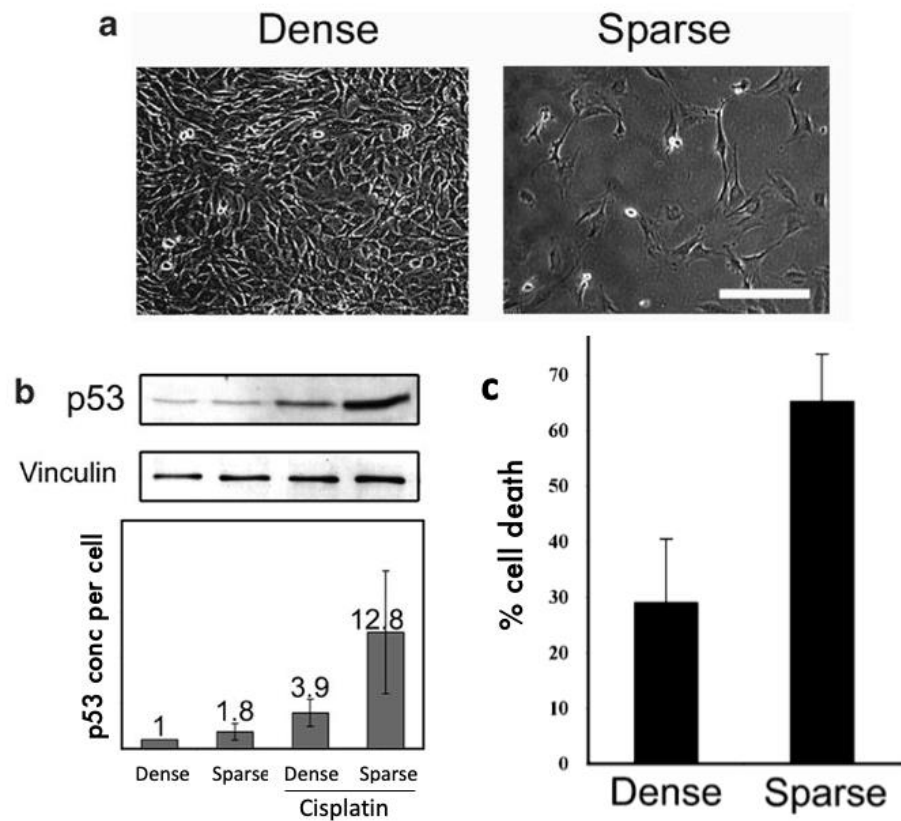 a
Dense Sparse
b
p53
Vinculin
p53 conc per cell
1 1.8 3.9 12.8
Dense Sparse Dense Sparse
Cisplatin
c
% cell death
70
60
50
40
30
20
10
0
Dense Sparse